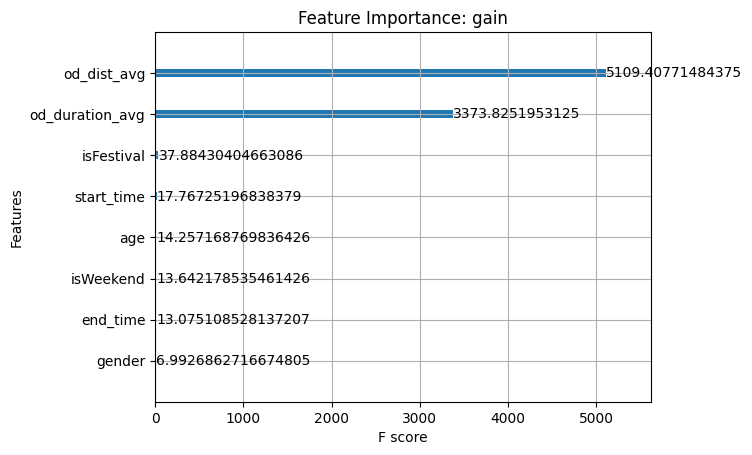 Feature Importance: gain
Features
od_dist_avg 5109.40771484375
od_duration_avg 3373.8251953125
isFestival 37.88430404663086
start_time 17.76725196838379
age 14.257168769836426
isWeekend 13.642178535461426
end_time 13.075108528137207
gender 6.9926862716674805
0 1000 2000 3000 4000 5000
F score